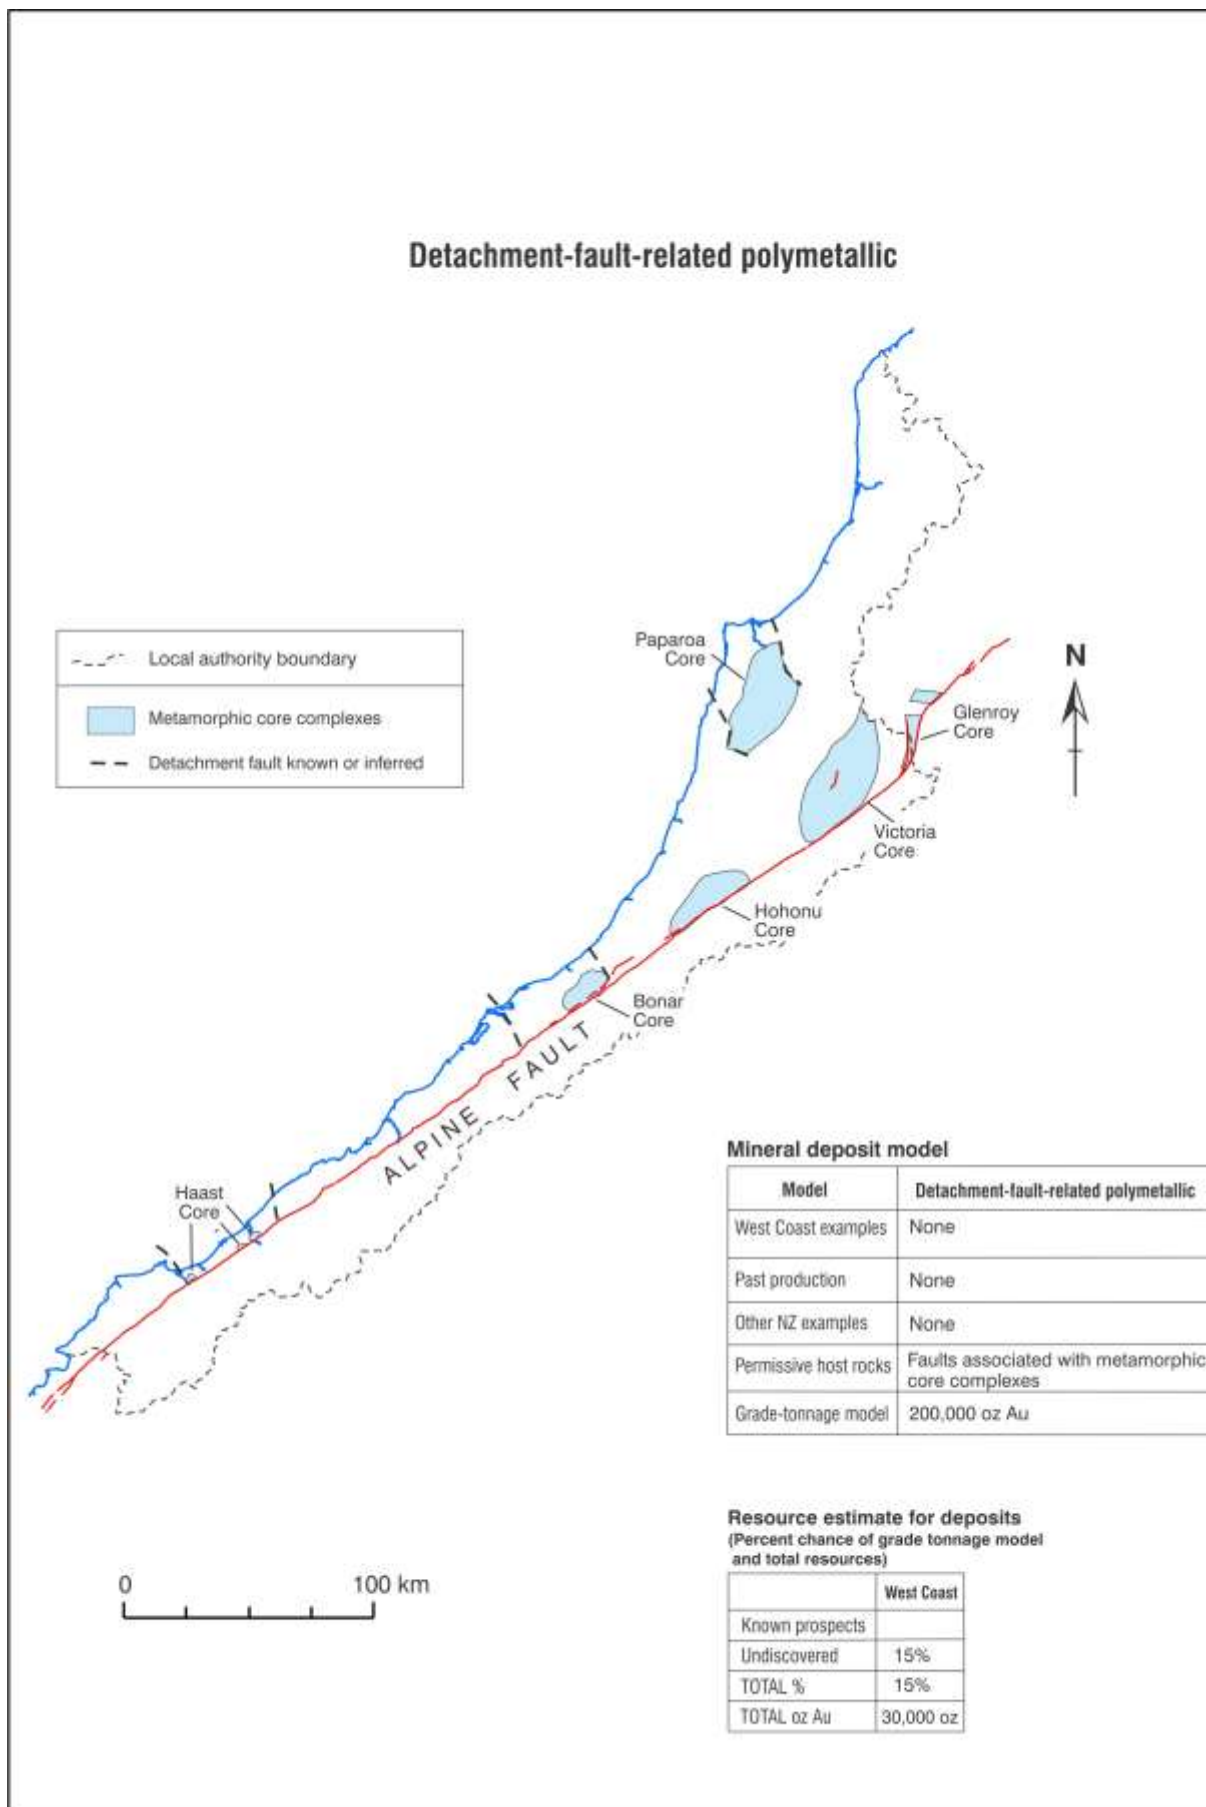 Detachment-fault-related polymetallic
Local authority boundary
Metamorphic core complexes
Detachment fault known or inferred
Paparoa
Core
N
Glenroy
Core
Victoria
Core
Hohonu
Core
Bonar
Core
ALPINE FAULT
Haast
Core
0 100 km
Mineral deposit model
Model Detachment-fault-related polymetallic
West Coast examples None
Past production None
Other NZ examples None
Permissive host rocks Faults associated with metamorphic
core complexes
Grade-tonnage model 200,000 oz Au
Resource estimate for deposits
(Percent chance of grade tonnage model
and total resources)
West Coast
Known prospects
Undiscovered 15%
TOTAL % 15%
TOTAL oz Au 30,000 oz